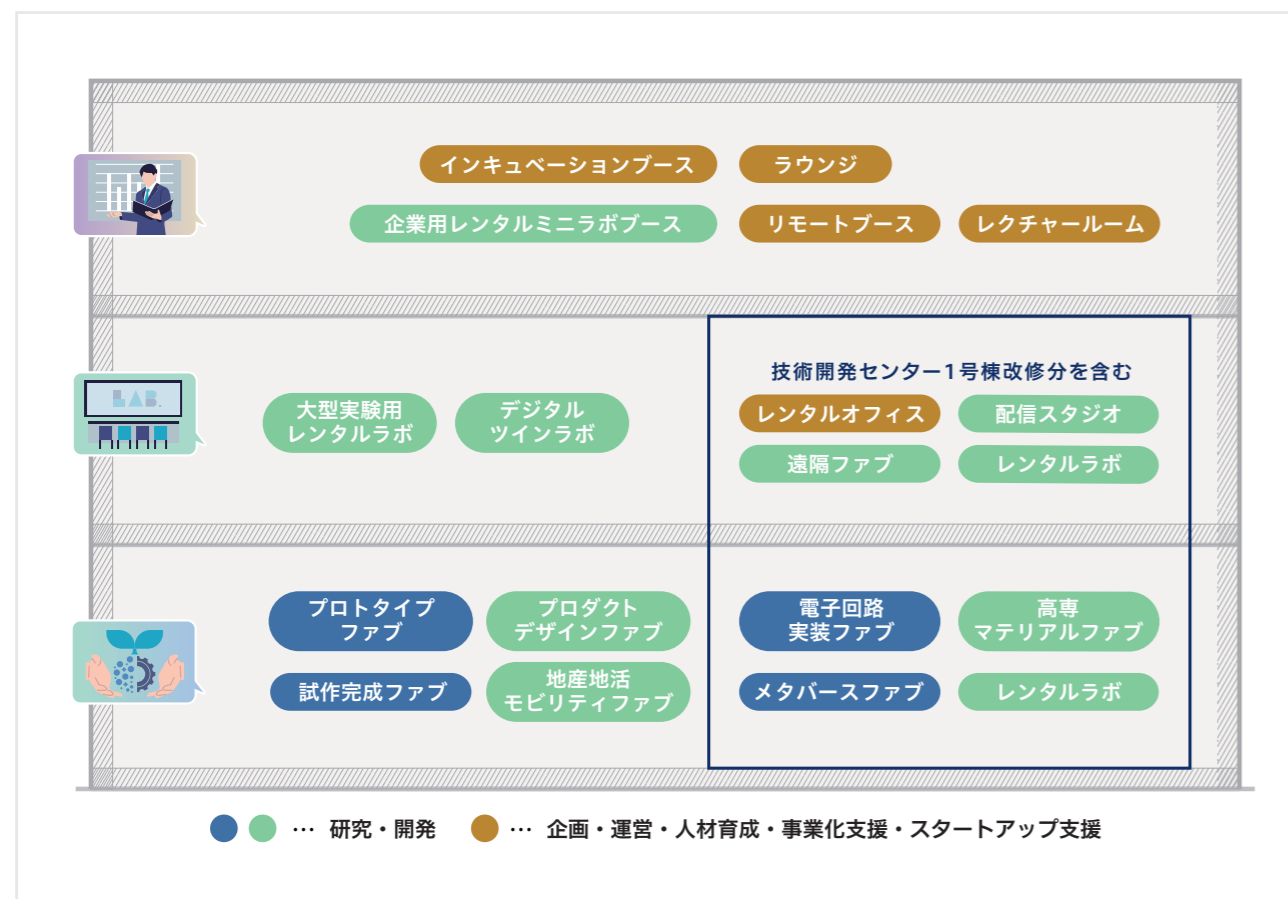 インキュベーションブース
ラウンジ
企業用レンタルミニラボブース
リモートブース
レクチャールーム
LAB.
大型実験用
レンタルラボ
デジタル
ツインラボ
技術開発センター1号棟改修分を含む
レンタルオフィス
配信スタジオ
遠隔ファブ
レンタルラボ
プロトタイプ
ファブ
プロダクト
デザインファブ
試作完成ファブ
地産地活
モビリティファブ
電子回路
実装ファブ
高専
マテリアルファブ
メタバースファブ
レンタルラボ
… 研究・開発
… 企画・運営・人材育成・事業化支援・スタートアップ支援